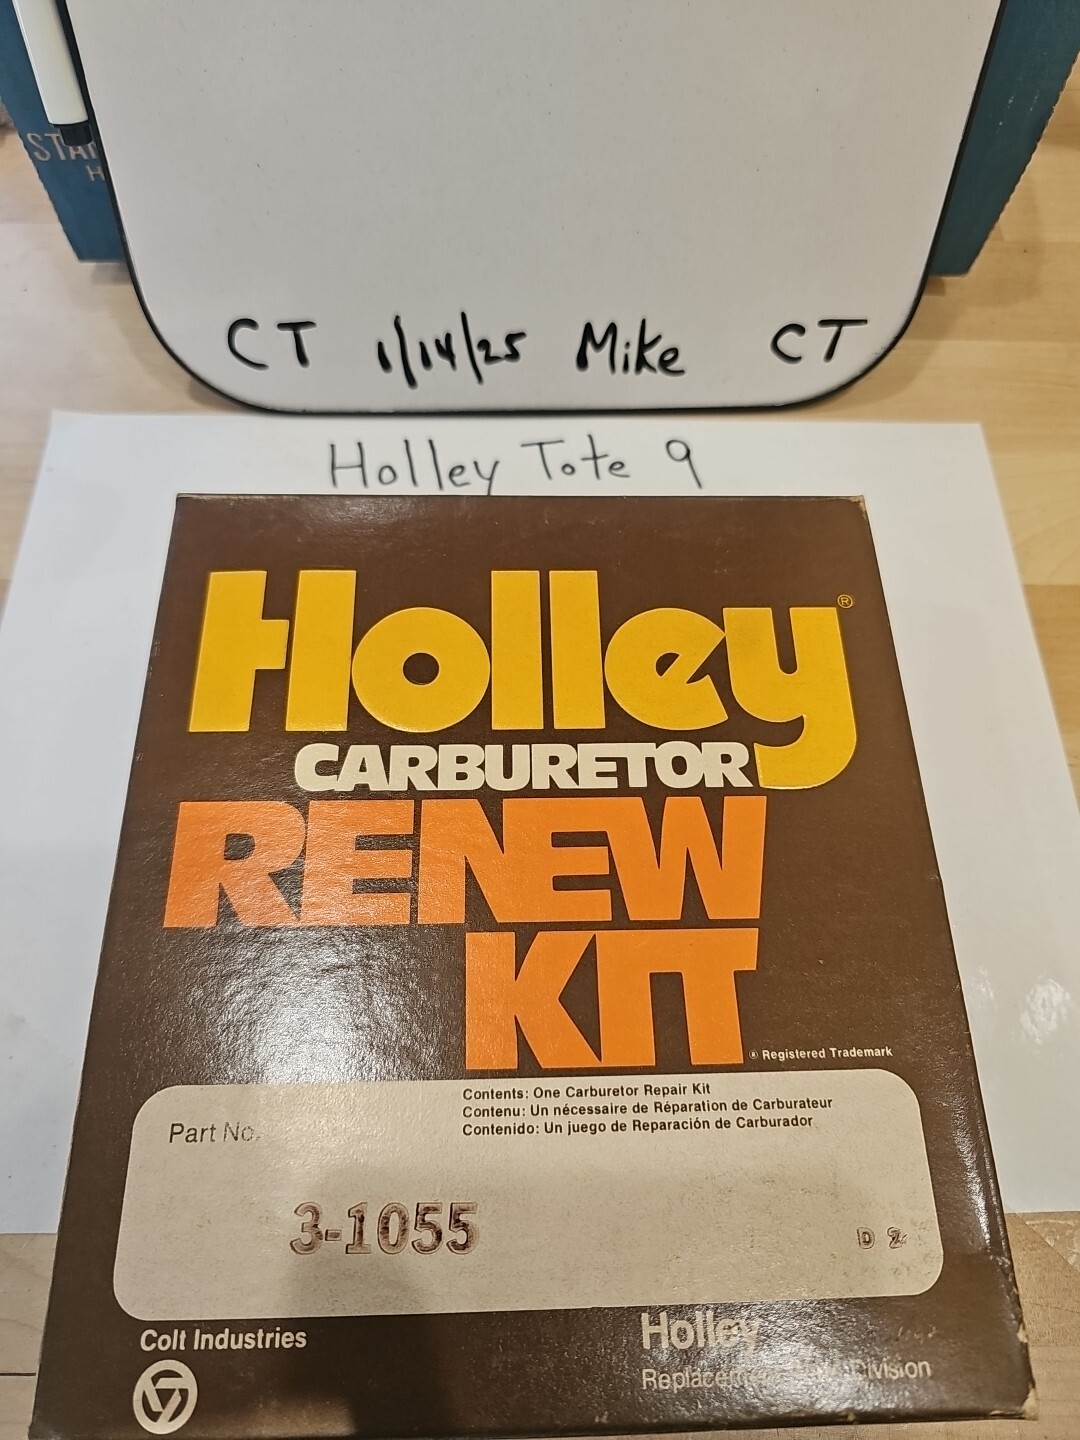 CT 1/14/25 Mike CT
Holley Tote 9
Holley®
CARBURETOR
RENEW
KIT
® Registered Trademark
Contents: One Carburetor Repair Kit
Contenu: Un nécessaire de Réparation de Carburateur
Contenido: Un juego de Reparación de Carburador
Part No.
3-1055
D 2
Colt Industries
Holley
Division